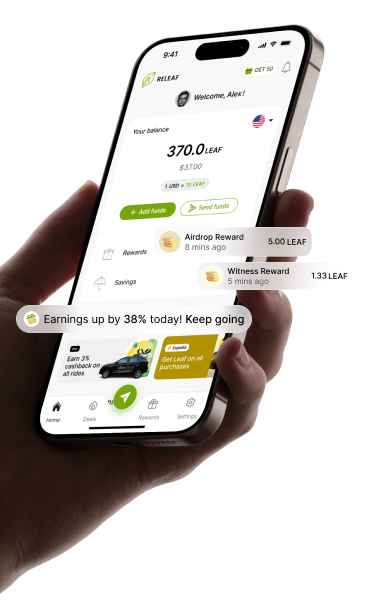 9:41
RELEAF
GET 50
Welcome, Alex!
Your balance
370.0 LEAF
$37.00
1 USD = 10 LEAF
+ Add funds
Send funds
Airdrop Reward
8 mins ago
5.00 LEAF
Rewards
Witness Reward
5 mins ago
1.33 LEAF
Savings
Earnings up by 38% today! Keep going
Earn 3%
cashback on
all rides
Expedia
Get Leaf on all
purchases
Home
Deals
Rewards
Settings